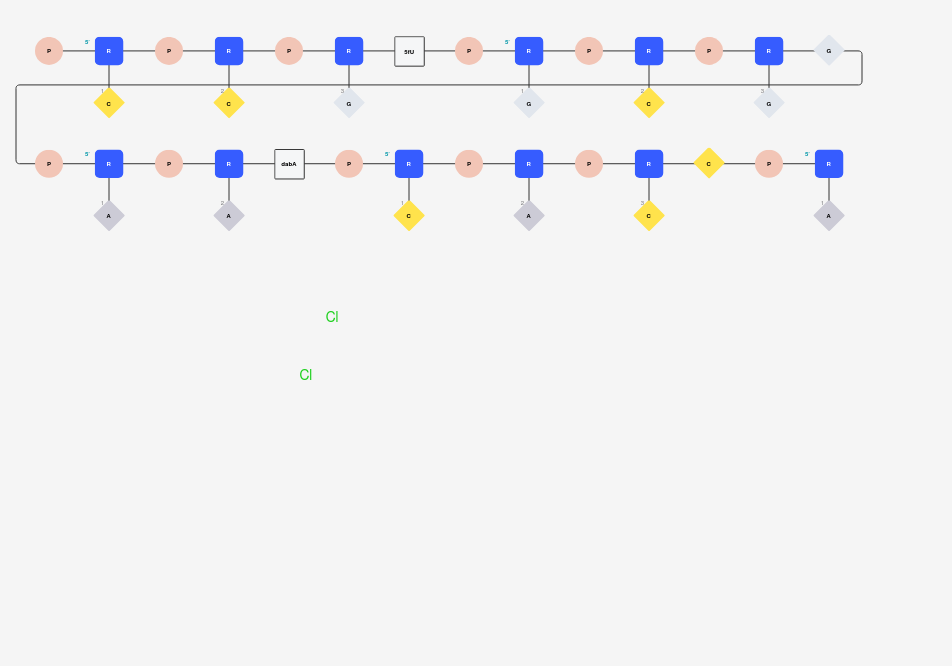 P 5' R P R P R 5fU P 5' R P R P R G
1 C 2 C 3 G 1 G 2 C 3 G
P 5' R P R dabA P 5' R P R P R C P 5' R
1 A 2 A 1 C 2 A 3 C 1 A
Cl
Cl